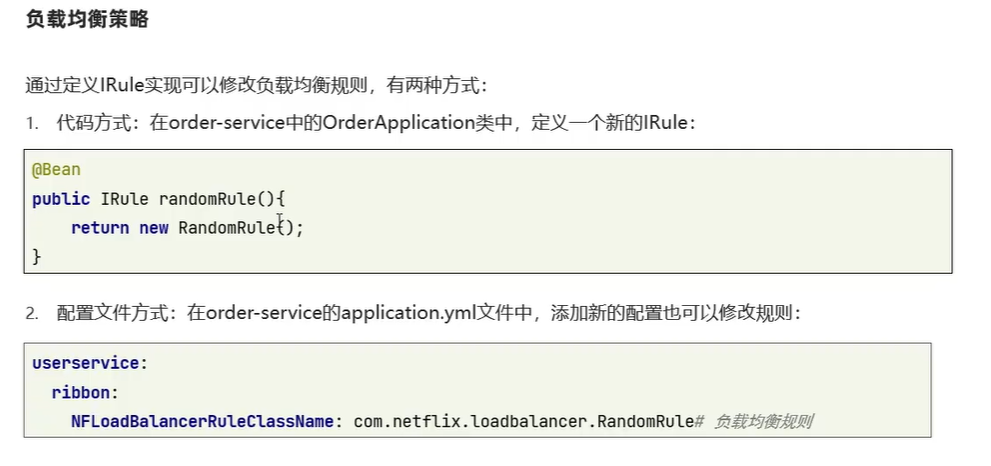 负载均衡策略
通过定义IRule实现可以修改负载均衡规则，有两种方式：
1. 代码方式：在order-service中的OrderApplication类中，定义一个新的IRule：
@Bean
public IRule randomRule(){
    return new RandomRule();
}
2. 配置文件方式：在order-service的application.yml文件中，添加新的配置也可以修改规则：
userservice:
  ribbon:
    NFLoadBalancerRuleClassName: com.netflix.loadbalancer.RandomRule# 负载均衡规则